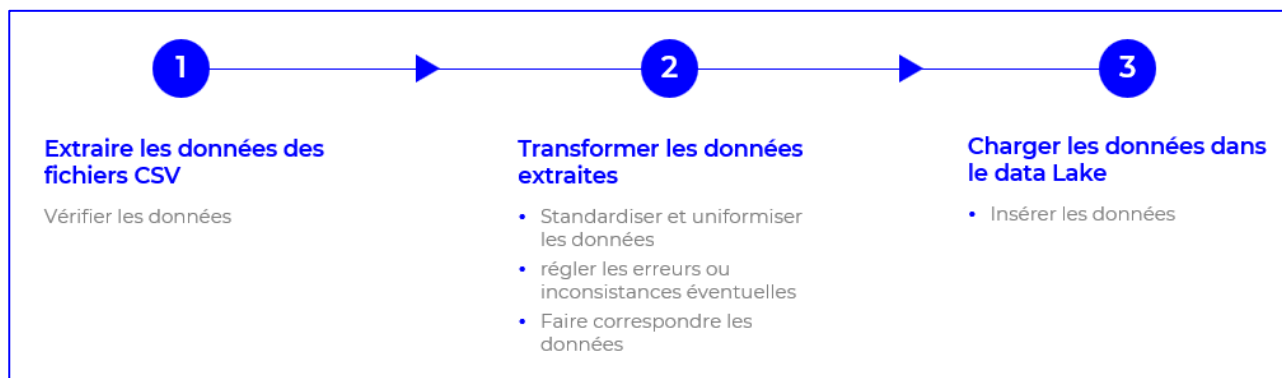 1
2
3
Extraire les données des
fichiers CSV
Vérifier les données
Transformer les données
extraites
• Standardiser et uniformiser
les données
• régler les erreurs ou
inconsistances éventuelles
• Faire correspondre les
données
Charger les données dans
le data Lake
• Insérer les données